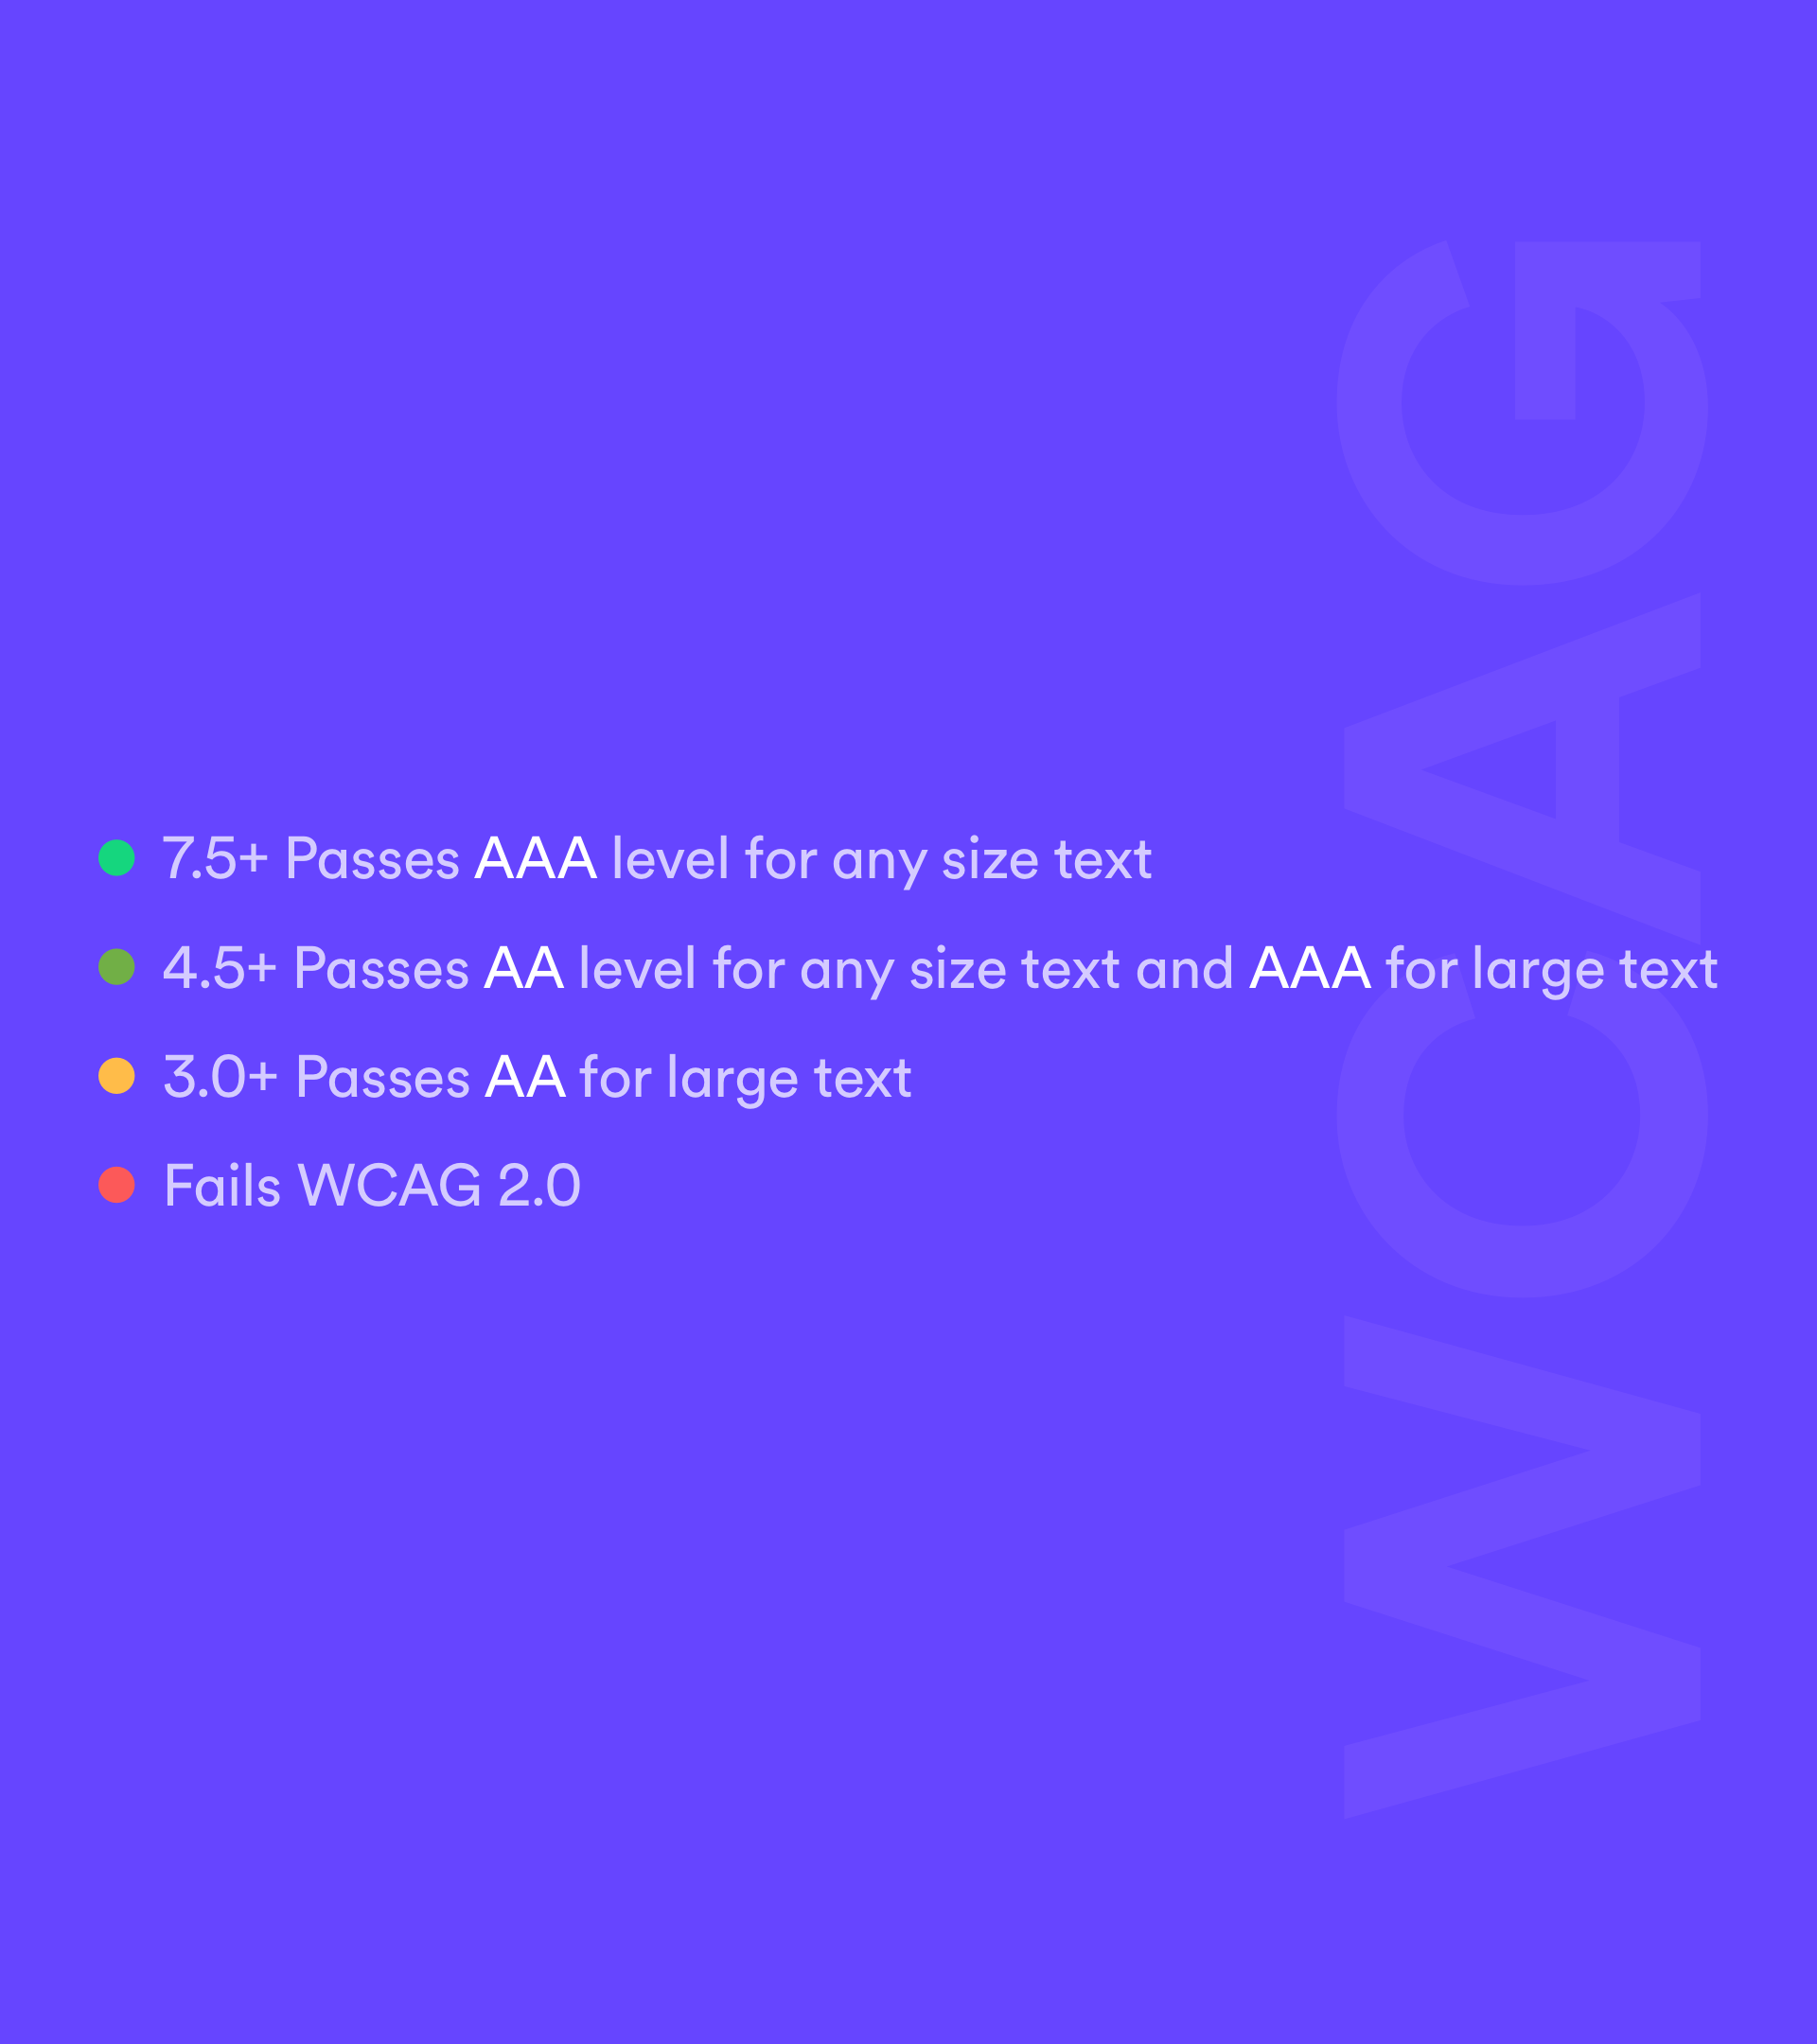 7.5+ Passes AAA level for any size text
4.5+ Passes AA level for any size text and AAA for large text
3.0+ Passes AA for large text
Fails WCAG 2.0
WCAG